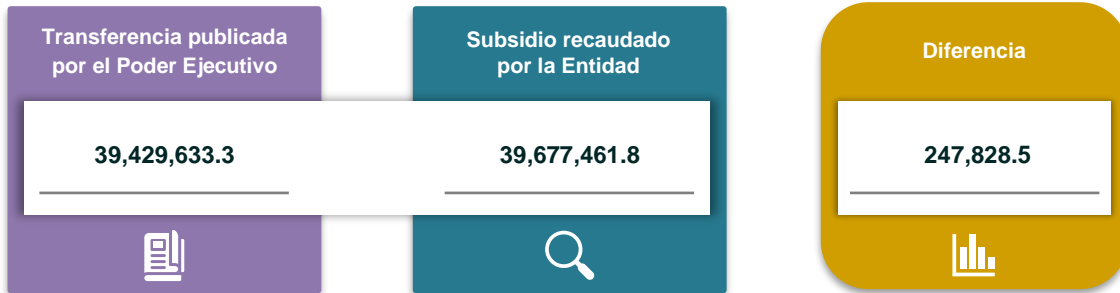 Transferencia publicada
por el Poder Ejecutivo
39,429,633.3
Subsidio recaudado
por la Entidad
39,677,461.8
Diferencia
247,828.5